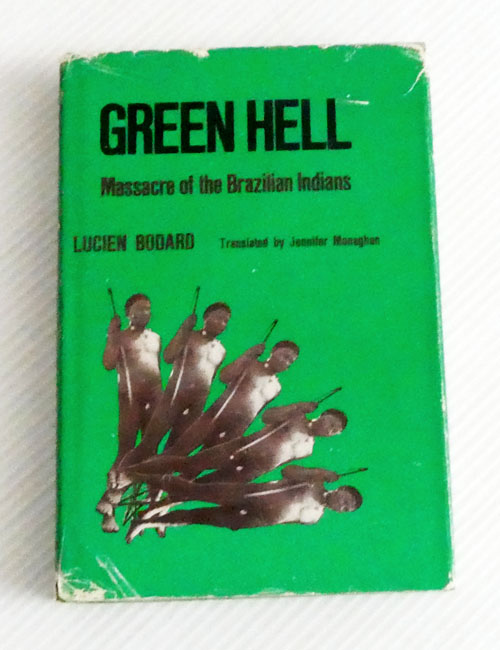 GREEN HELL
Massacre of the Brazilian Indians
LUCIEN BODARD Translated by Jennifer Monaghan